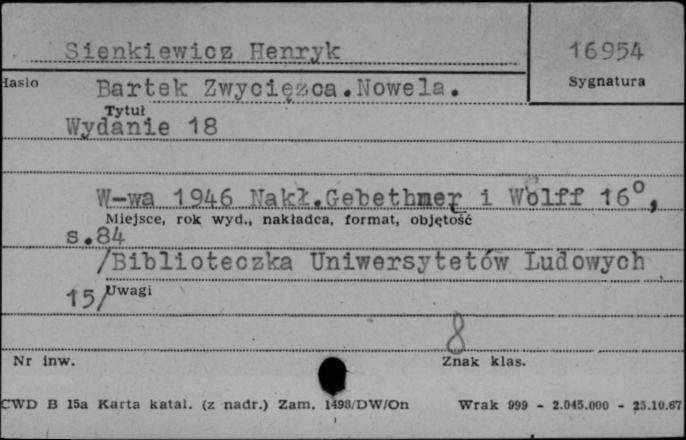 Sienkiewicz Henryk
16954
Hasło
Sygnatura
Bartek Zwycięzca.Nowela.
Tytuł
Wydanie 18
W-wa 1946 Nakł.Gebethner i Wolff 16°,
Miejsce, rok wyd., nakładca, format, objętość
s.84
/Biblioteczka Uniwersytetów Ludowych
15/
Uwagi
8
Nr inw.
Znak klas.
CWD B 15a Karta katal. (z nadr.) Zam. 1498/DW/On
Wrak 999 - 2.045.000 - 25.10.67